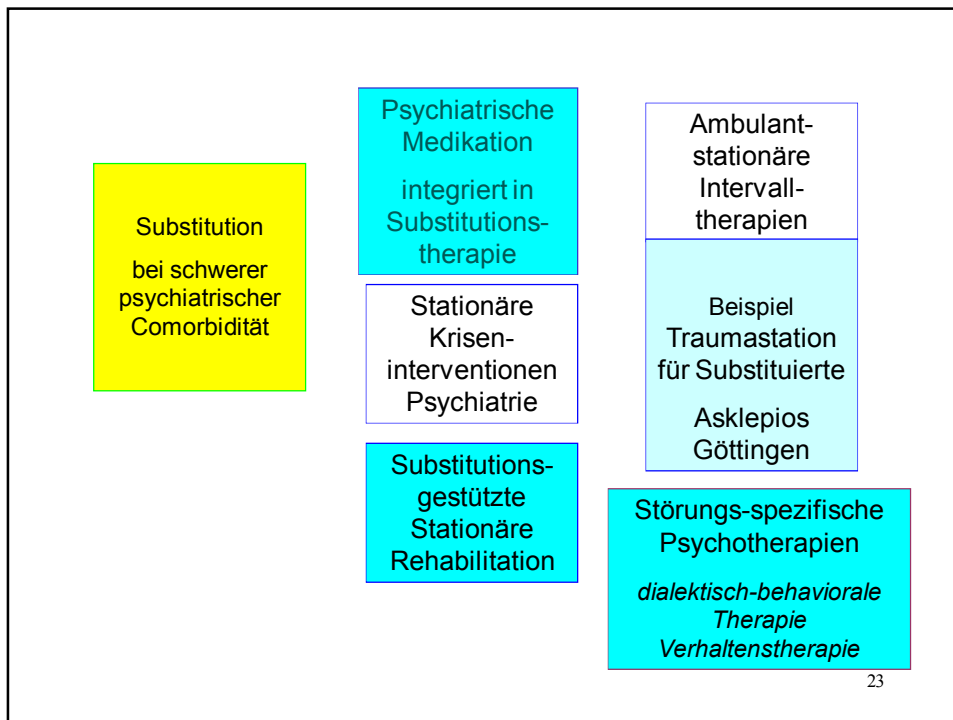 Substitution
bei schwerer
psychiatrischer
Comorbidität
Psychiatrische
Medikation
integriert in
Substitutions-
therapie
Stationäre
Krisen-
interventionen
Psychiatrie
Substitutions-
gestützte
Stationäre
Rehabilitation
Ambulant-
stationäre
Intervall-
therapien
Beispiel
Traumastation
für Substituierte
Asklepios
Göttingen
Störungs-spezifische
Psychotherapien
dialektisch-behaviorale
Therapie
Verhaltenstherapie
23